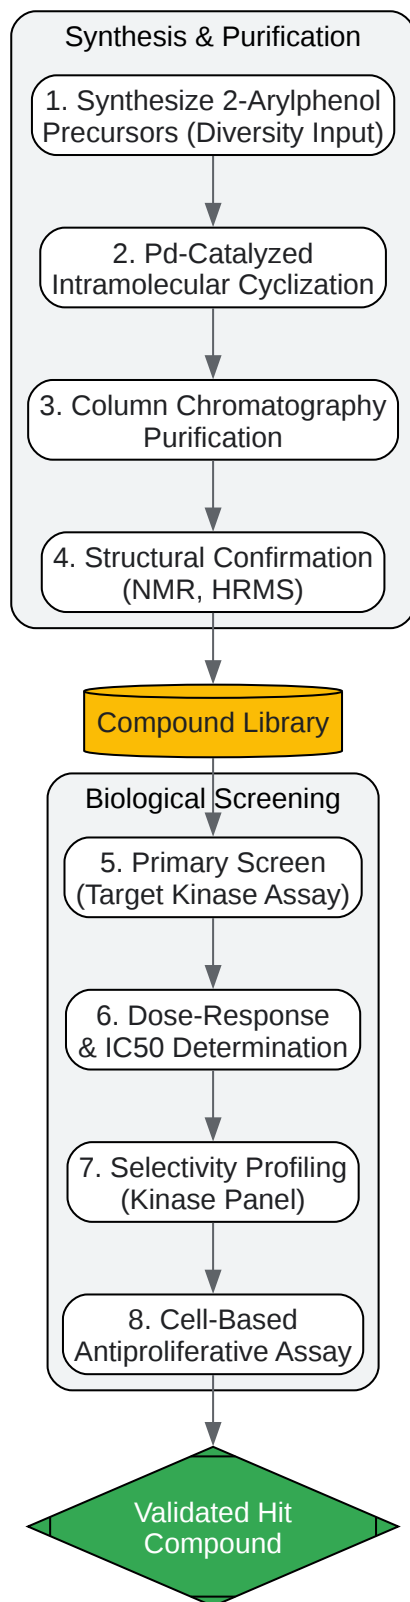 Synthesis & Purification
1. Synthesize 2-Arylphenol
Precursors (Diversity Input)
2. Pd-Catalyzed
Intramolecular Cyclization
3. Column Chromatography
Purification
4. Structural Confirmation
(NMR, HRMS)
Compound Library
Biological Screening
5. Primary Screen
(Target Kinase Assay)
6. Dose-Response
& IC50 Determination
7. Selectivity Profiling
(Kinase Panel)
8. Cell-Based
Antiproliferative Assay
Validated Hit
Compound